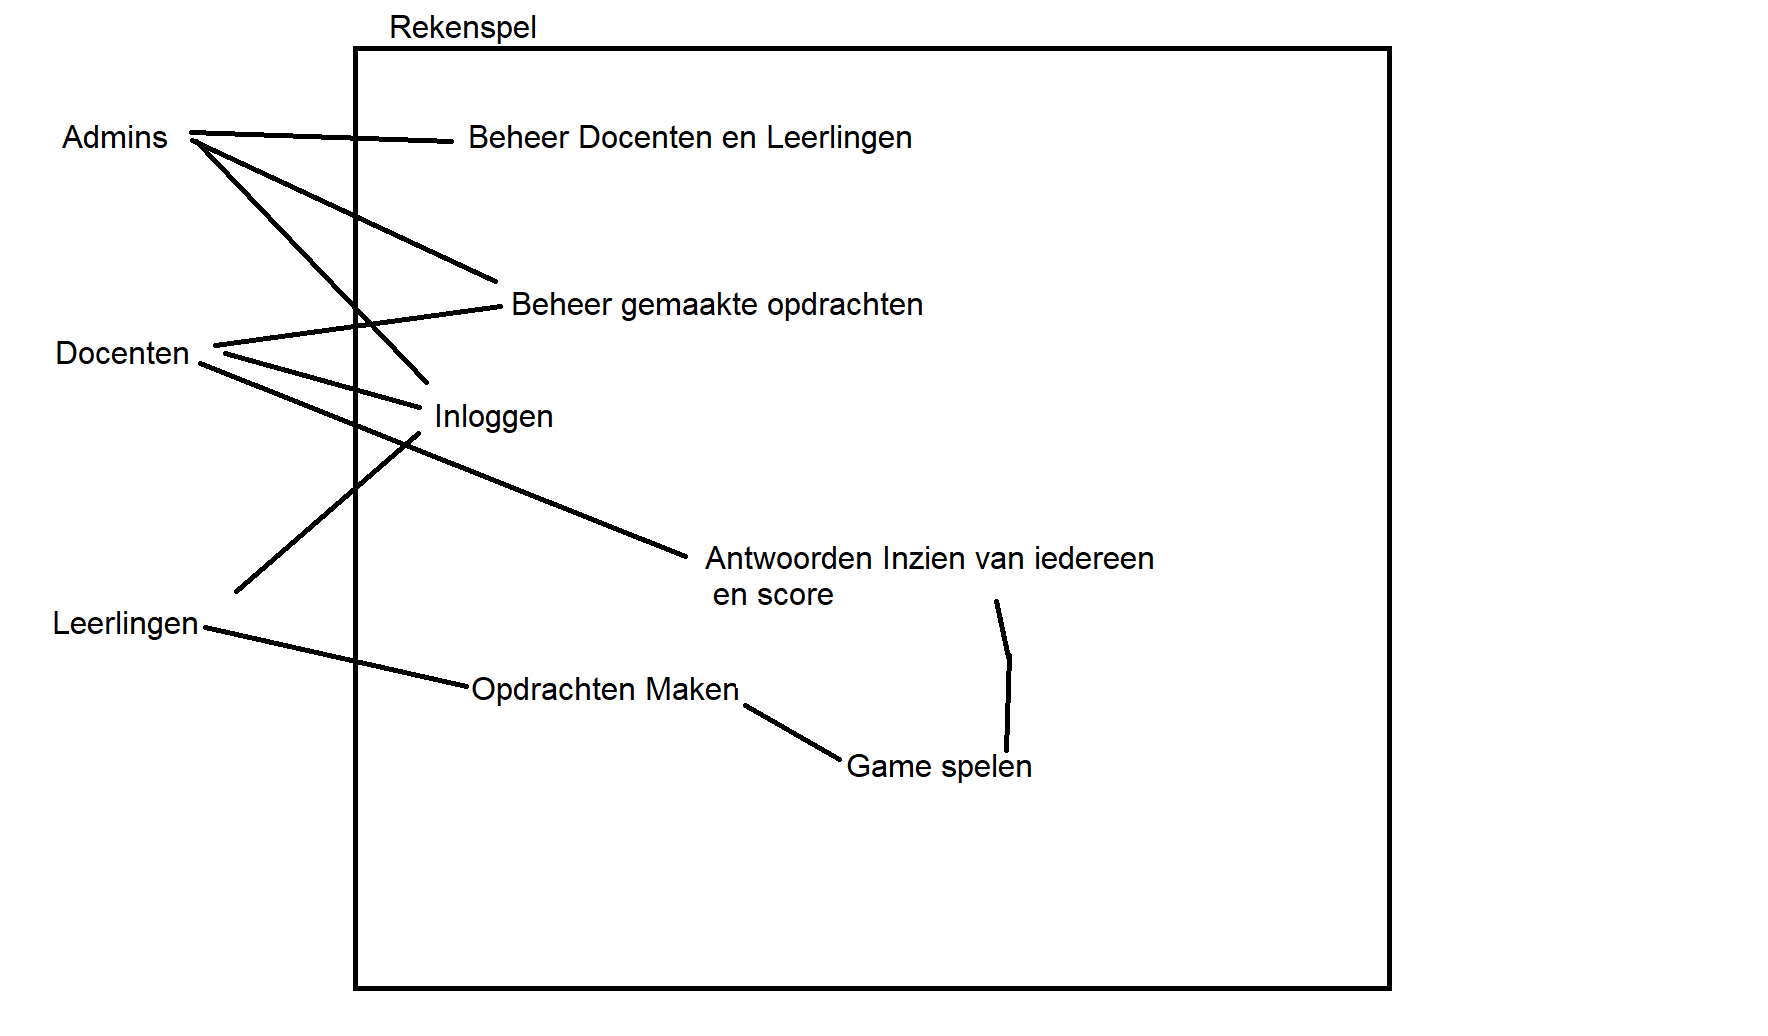 Rekenspel
Admins
Beheer Docenten en Leerlingen
Beheer gemaakte opdrachten
Docenten
Inloggen
Antwoorden Inzien van iedereen
en score
Leerlingen
Opdrachten Maken
Game spelen